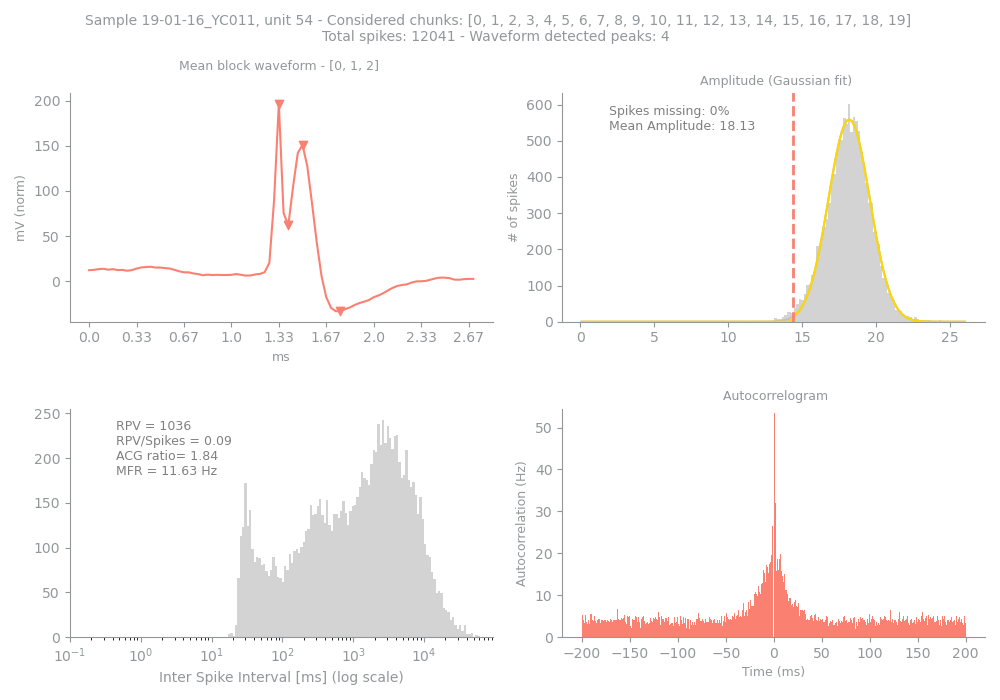 Sample 19-01-16_YC011, unit 54 - Considered chunks: [0, 1, 2, 3, 4, 5, 6, 7, 8, 9, 10, 11, 12, 13, 14, 15, 16, 17, 18, 19]
Total spikes: 12041 - Waveform detected peaks: 4
Mean block waveform - [0, 1, 2]
200
150
100
50
0
mV (norm)
0.0 0.33 0.67 1.0 1.33 1.67 2.0 2.33 2.67
ms
Amplitude (Gaussian fit)
Spikes missing: 0%
Mean Amplitude: 18.13
600
500
400
300
200
100
0
# of spikes
0 5 10 15 20 25
RPV = 1036
RPV/Spikes = 0.09
ACG ratio= 1.84
MFR = 11.63 Hz
250
200
150
100
50
0
10⁻¹ 10⁰ 10¹ 10² 10³ 10⁴
Inter Spike Interval [ms] (log scale)
Autocorrelogram
50
40
30
20
10
0
Autocorrelation (Hz)
−200 −150 −100 −50 0 50 100 150 200
Time (ms)